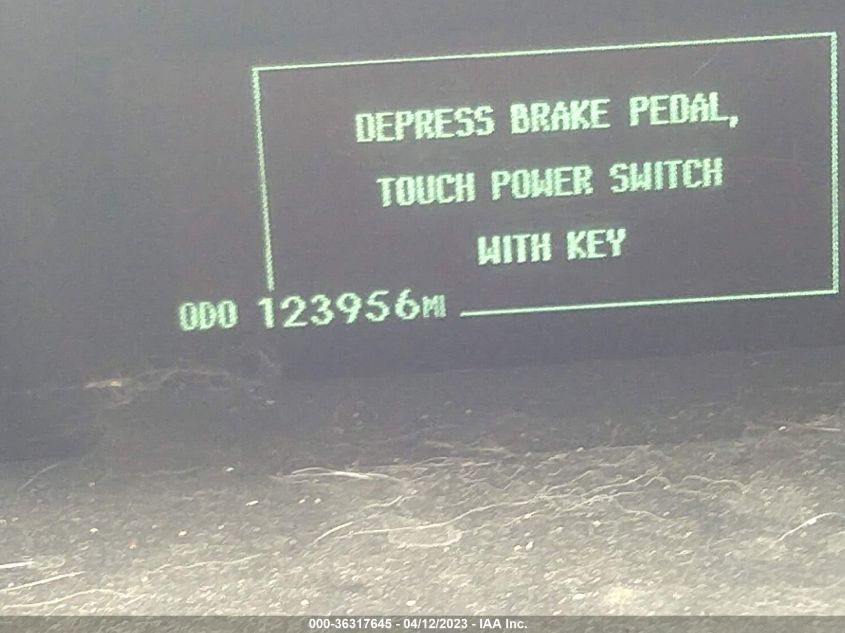 DEPRESS BRAKE PEDAL,
TOUCH POWER SWITCH
WITH KEY
ODO 123956MI
000-36317645 - 04/12/2023 - IAA Inc.